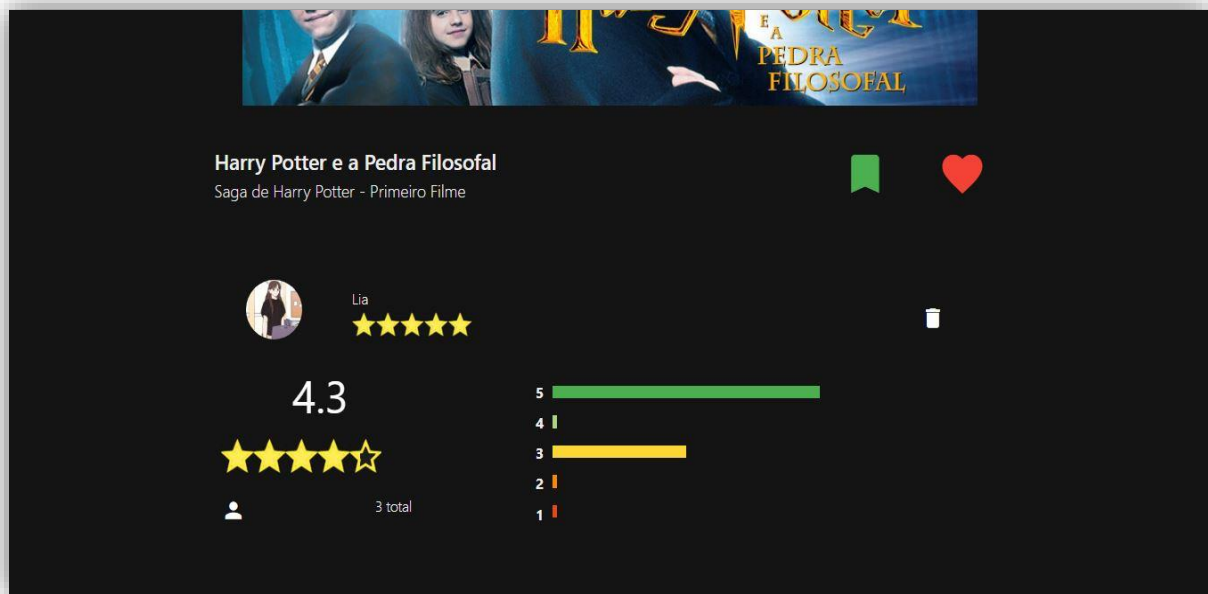 E
A
PEDRA
FILOSOFAL
Harry Potter e a Pedra Filosofal
Saga de Harry Potter - Primeiro Filme
Lia
4.3
3 total
5
4
3
2
1